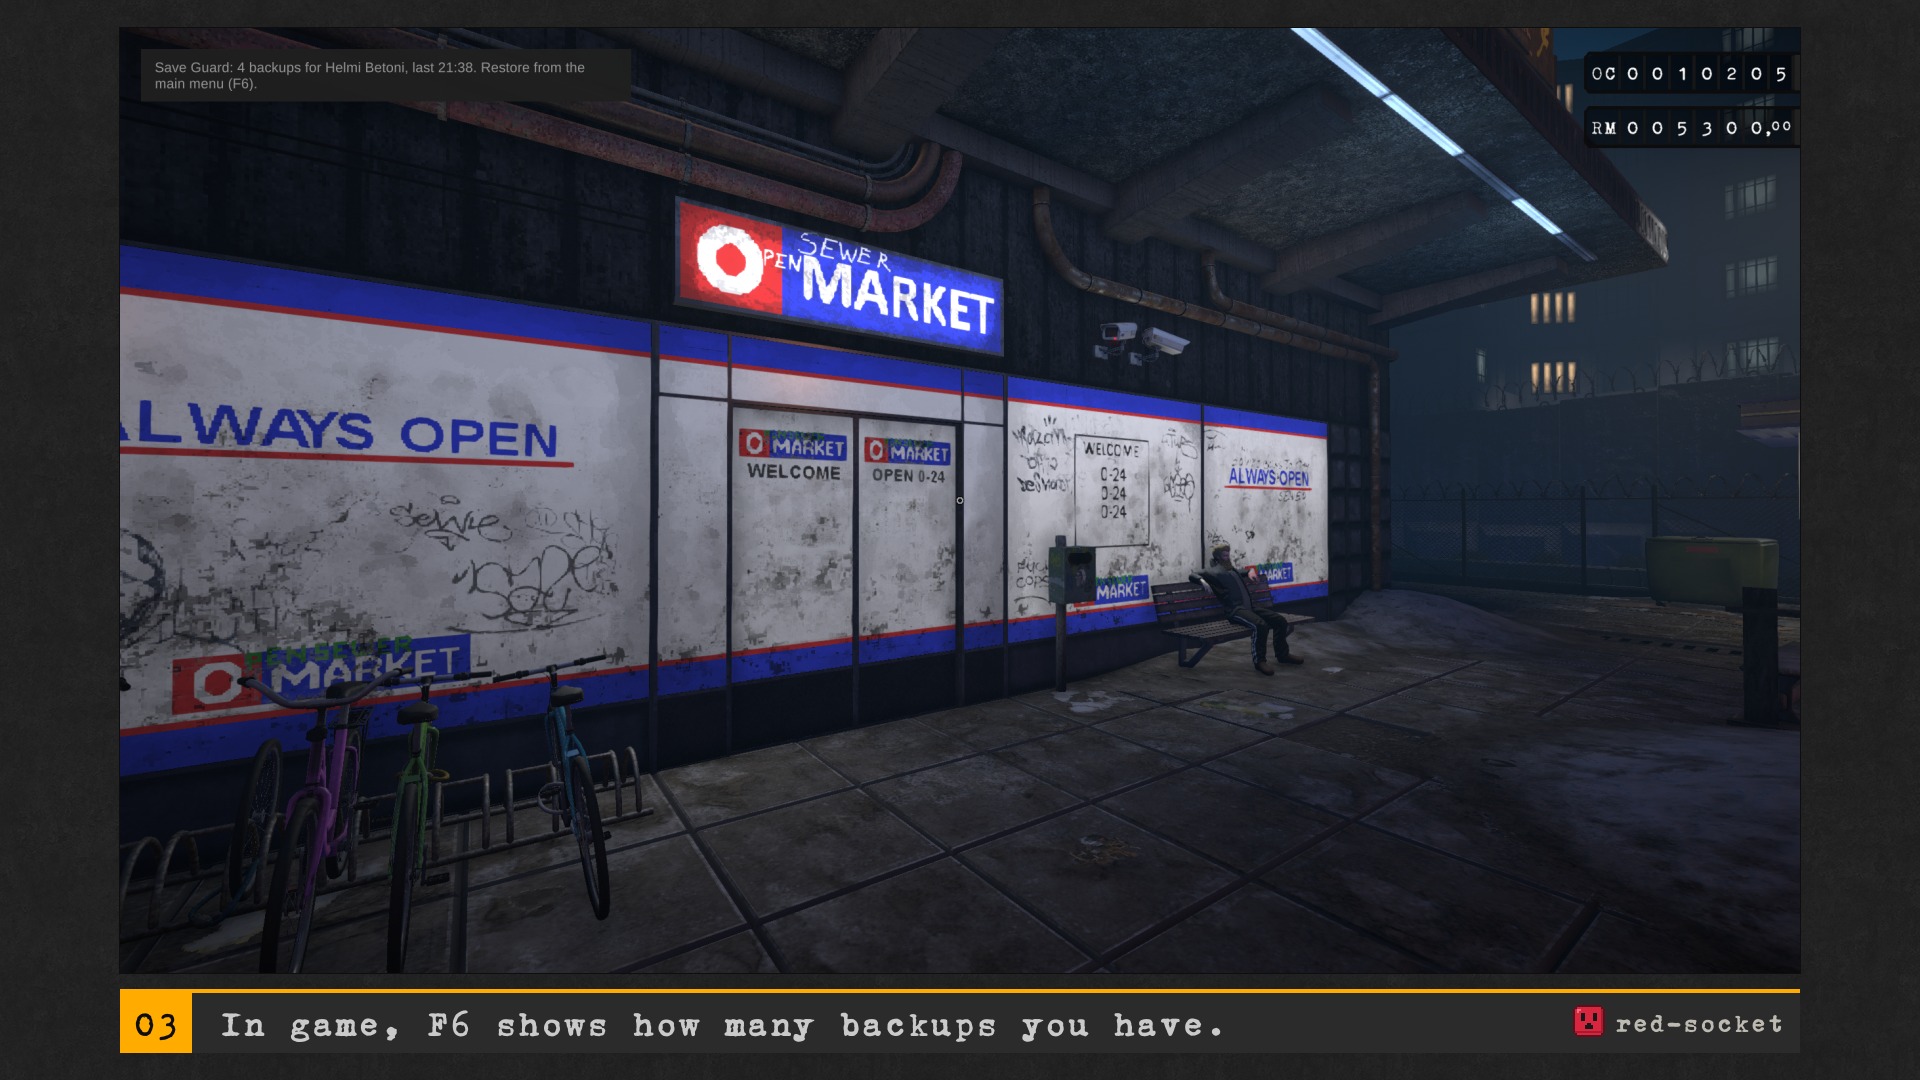 Save Guard: 4 backups for Helmi Betoni, last 21:38. Restore from the
main menu (F6).
OC 0 0 1 0 2 0 5
RM 0 0 5 3 0 0,00
SEWER
OPEN MARKET
ALWAYS OPEN
MARKET
WELCOME
MARKET
OPEN 0-24
WELCOME
0-24
0-24
0-24
ALWAYS OPEN
MARKET
MARKET
OPENSEWER
MARKET
03 In game, F6 shows how many backups you have.
red-socket